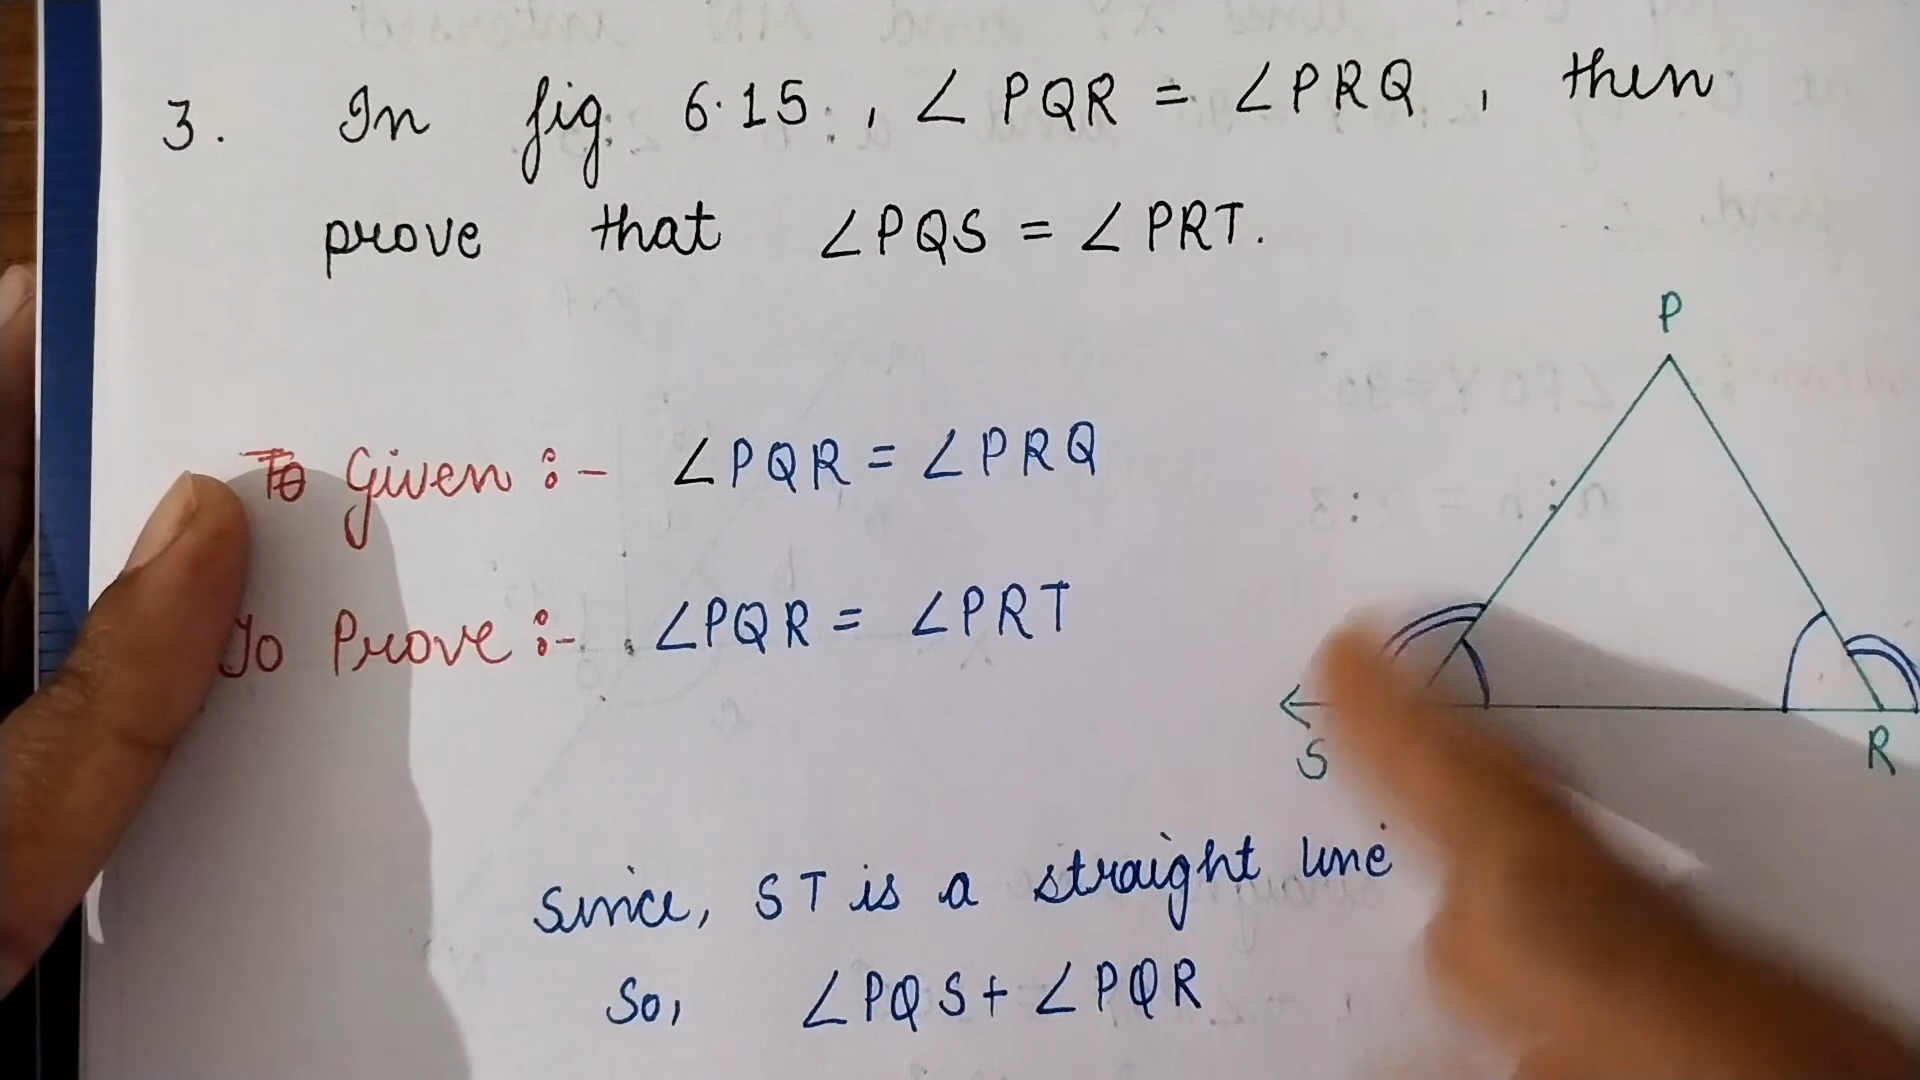 3. In fig 6.15, ∠PQR = ∠PRQ, then
prove that ∠PQS = ∠PRT.
P
Given :- ∠PQR = ∠PRQ
To Prove :- ∠PQR = ∠PRT
S R
Since, ST is a straight line
So, ∠PQS + ∠PQR